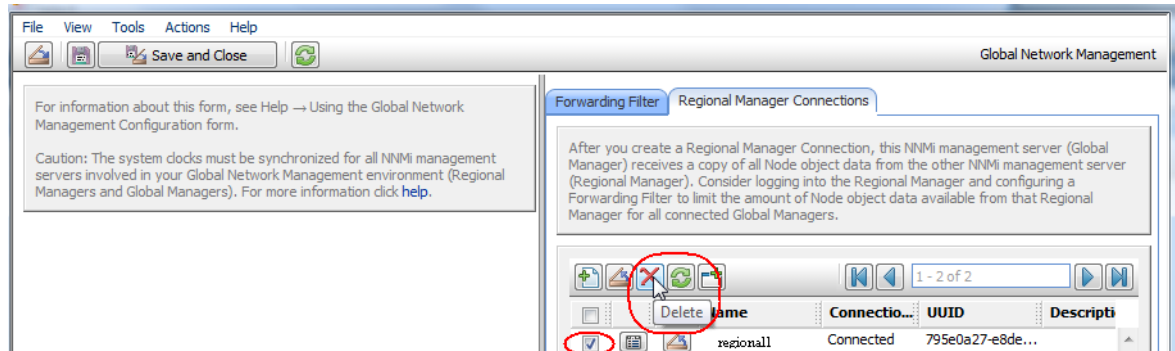 File View Tools Actions Help
Save and Close
Global Network Management
For information about this form, see Help → Using the Global Network
Management Configuration form.
Caution: The system clocks must be synchronized for all NNMi management
servers involved in your Global Network Management environment (Regional
Managers and Global Managers). For more information click help.
Forwarding Filter Regional Manager Connections
After you create a Regional Manager Connection, this NNMi management server (Global
Manager) receives a copy of all Node object data from the other NNMi management server
(Regional Manager). Consider logging into the Regional Manager and configuring a
Forwarding Filter to limit the amount of Node object data available from that Regional
Manager for all connected Global Managers.
1 - 2 of 2
Delete ame Connectio... UUID Descripti
regional1 Connected 795e0a27-e8de...